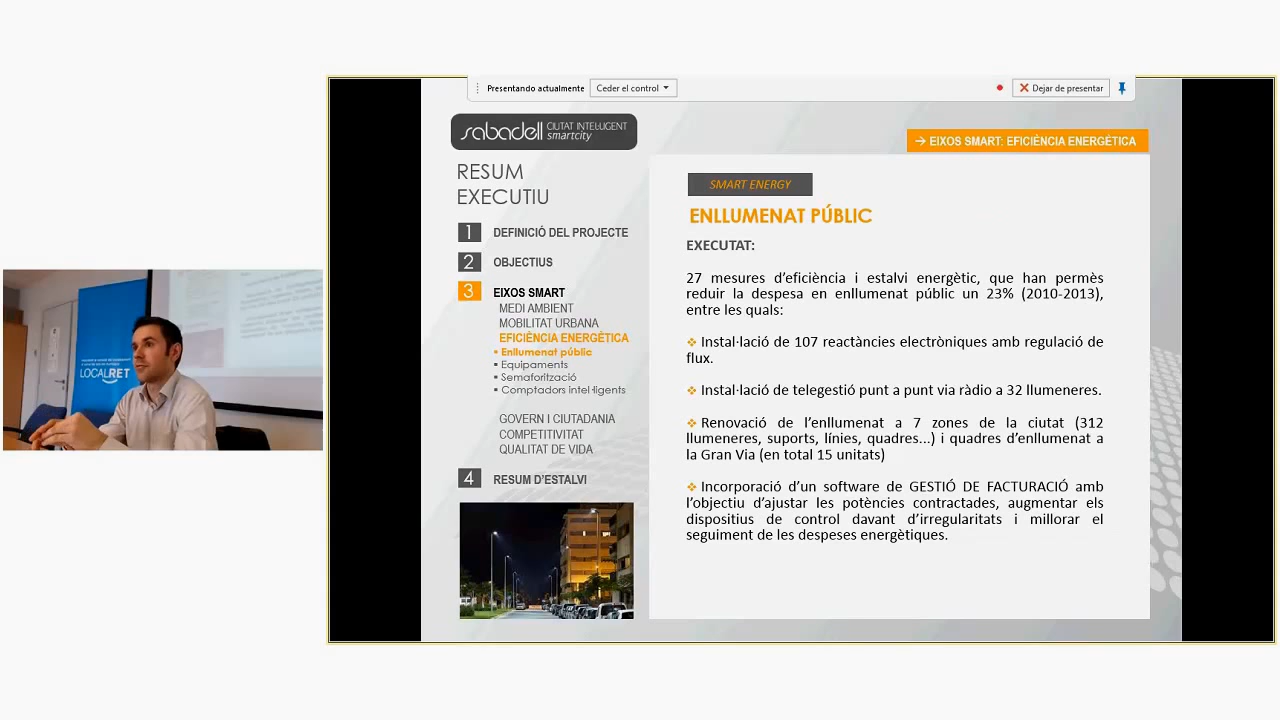 Presentando actualmente
Ceder el control
Dejar de presentar
sabadell CIUTAT INTEL·LIGENT
smartcity
→ EIXOS SMART: EFICIÈNCIA ENERGÈTICA
RESUM
EXECUTIU
1 DEFINICIÓ DEL PROJECTE
2 OBJECTIUS
3 EIXOS SMART
MEDI AMBIENT
MOBILITAT URBANA
EFICIÈNCIA ENERGÈTICA
▪ Enllumenat públic
▪ Equipaments
▪ Semaforització
▪ Comptadors intel·ligents
GOVERN I CIUTADANIA
COMPETITIVITAT
QUALITAT DE VIDA
4 RESUM D'ESTALVI
SMART ENERGY
ENLLUMENAT PÚBLIC
EXECUTAT:
27 mesures d'eficiència i estalvi energètic, que han permès
reduir la despesa en enllumenat públic un 23% (2010-2013),
entre les quals:
❖ Instal·lació de 107 reactàncies electròniques amb regulació de
flux.
❖ Instal·lació de telegestió punt a punt via ràdio a 32 llumeneres.
❖ Renovació de l'enllumenat a 7 zones de la ciutat (312
llumeneres, suports, línies, quadres...) i quadres d'enllumenat a
la Gran Via (en total 15 unitats)
❖ Incorporació d'un software de GESTIÓ DE FACTURACIÓ amb
l'objectiu d'ajustar les potències contractades, augmentar els
dispositius de control davant d'irregularitats i millorar el
seguiment de les despeses energètiques.
LOCALRET